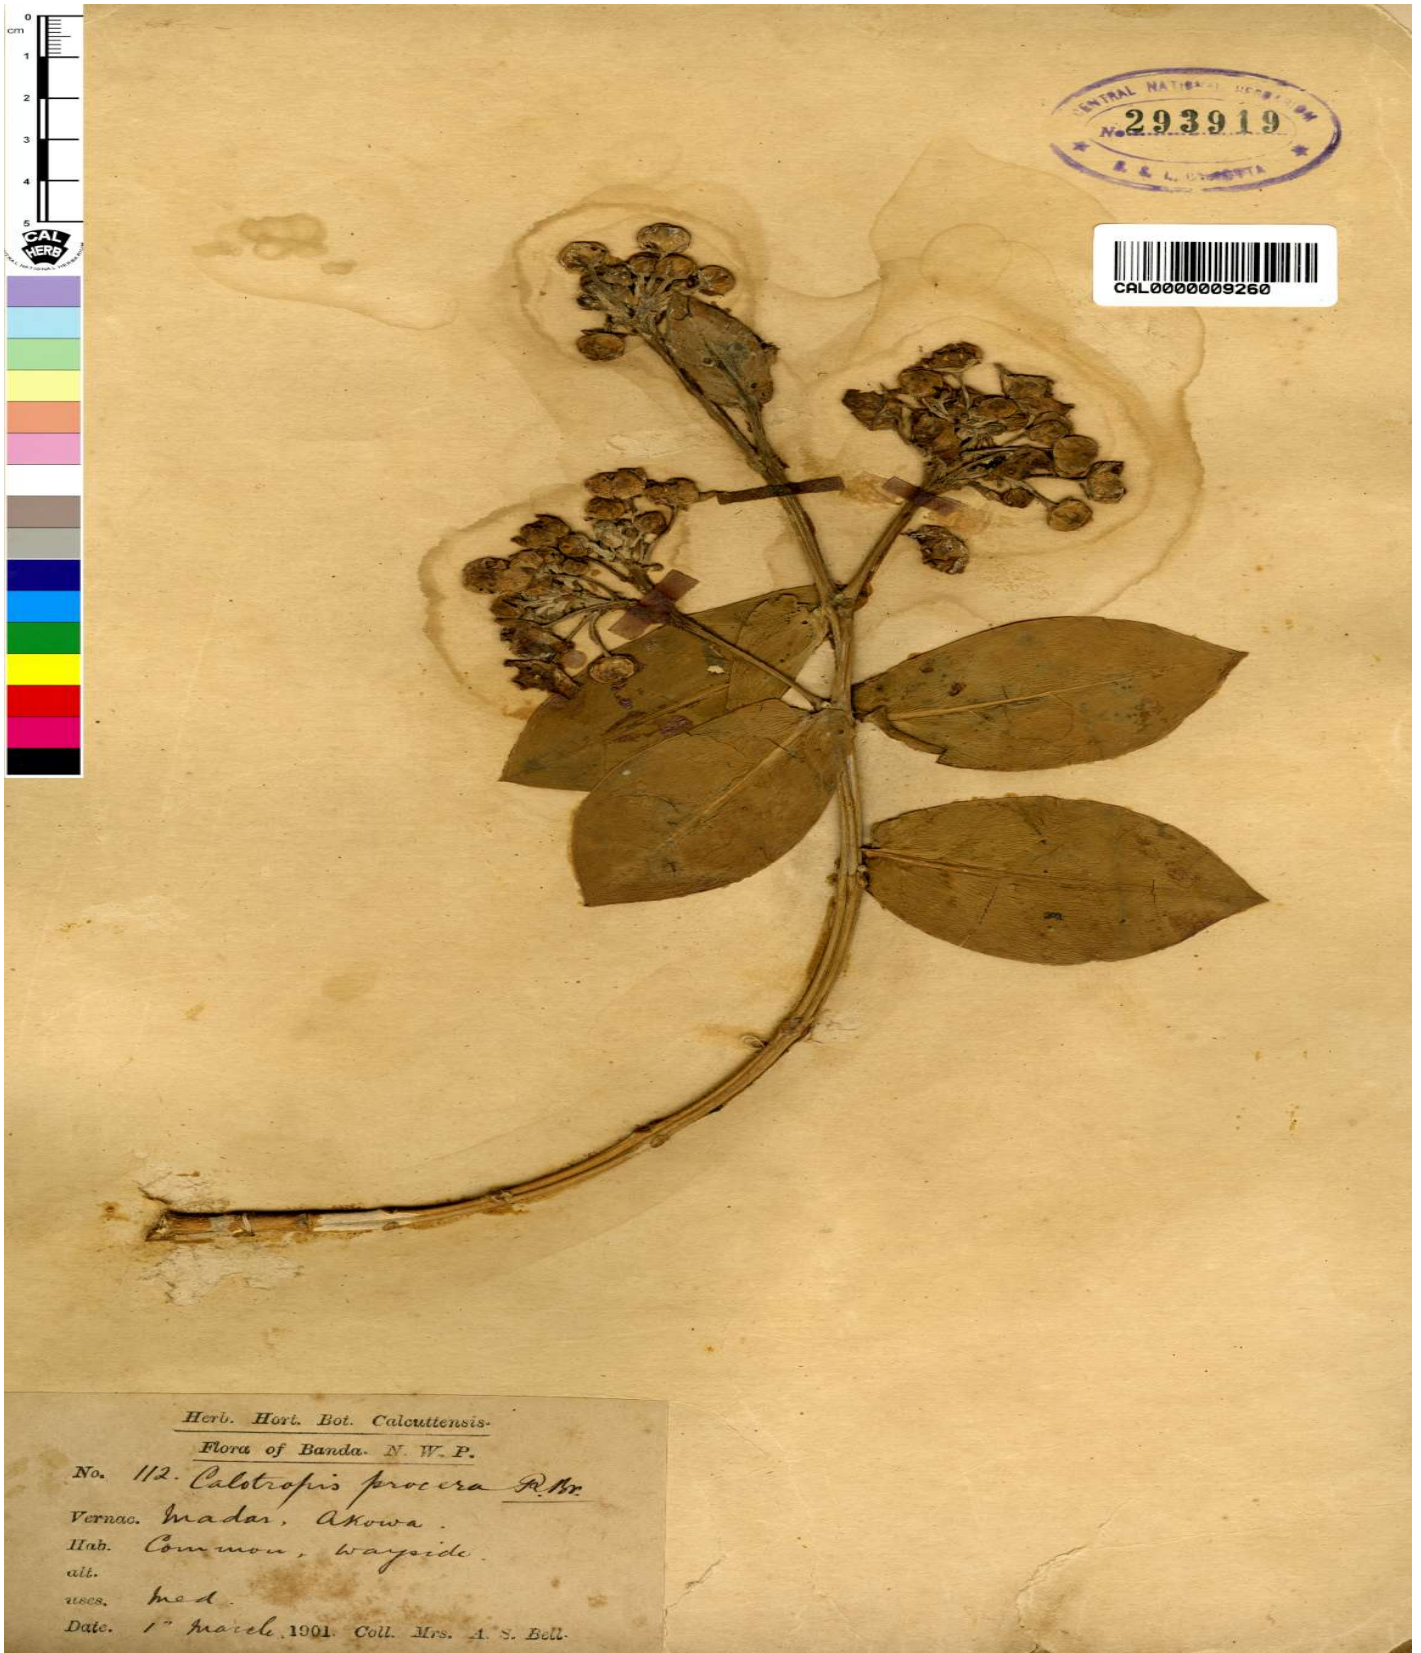 0
cm
1
2
3
4
5
CAL
HERB
CENTRAL NATIONAL HERBARIUM
No. 293919
CALCUTTA
CAL0000009260
Herb. Hort. Bot. Calcuttensis.
Flora of Banda. N. W. P.
No. 112. Calotropis procera R.Br.
Vernac. Madar, Akowa.
Hab. Common, wayside.
alt.
uses. Med.
Date. 1st March 1901. Coll. Mrs. A. S. Bell.